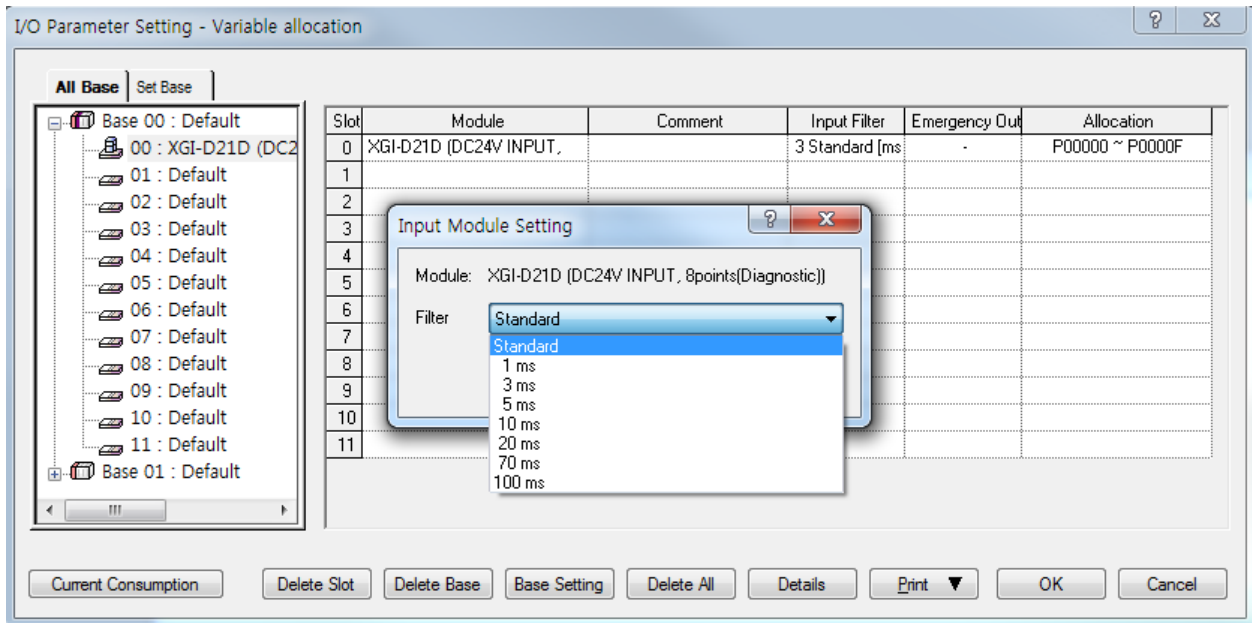 I/O Parameter Setting - Variable allocation
All Base Set Base
Base 00 : Default
00 : XGI-D21D (DC2
01 : Default
02 : Default
03 : Default
04 : Default
05 : Default
06 : Default
07 : Default
08 : Default
09 : Default
10 : Default
11 : Default
Base 01 : Default
Slot Module Comment Input Filter Emergency Out Allocation
0 XGI-D21D (DC24V INPUT, 3 Standard [ms - P00000 ~ P0000F
1
2
3
4
5
6
7
8
9
10
11
Input Module Setting
Module: XGI-D21D (DC24V INPUT, 8points(Diagnostic))
Filter Standard
Standard
1 ms
3 ms
5 ms
10 ms
20 ms
70 ms
100 ms
Current Consumption Delete Slot Delete Base Base Setting Delete All Details Print ▼ OK Cancel